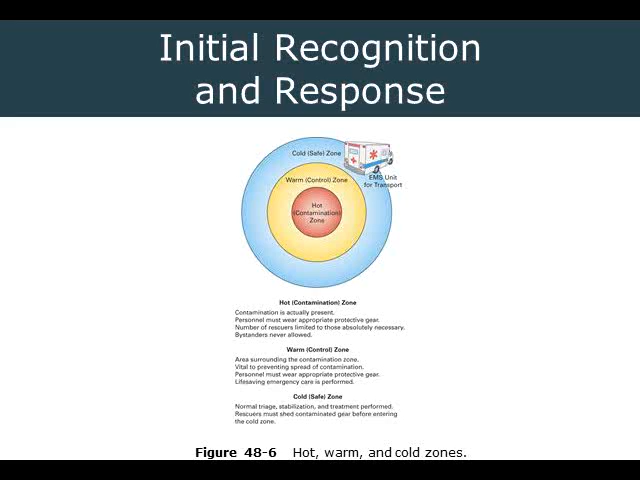 Initial Recognition
and Response
Cold (Safe) Zone
EMS Unit
for Transport
Warm (Control) Zone
Hot
(Contamination)
Zone
Hot (Contamination) Zone
Contamination is actually present.
Personnel must wear appropriate protective gear.
Number of rescuers limited to those absolutely necessary.
Bystanders never allowed.
Warm (Control) Zone
Area surrounding the contamination zone.
Vital to preventing spread of contamination.
Personnel must wear appropriate protective gear.
Lifesaving emergency care is performed.
Cold (Safe) Zone
Normal triage, stabilization, and treatment performed.
Rescuers must shed contaminated gear before entering
the cold zone.
Figure 48-6 Hot, warm, and cold zones.